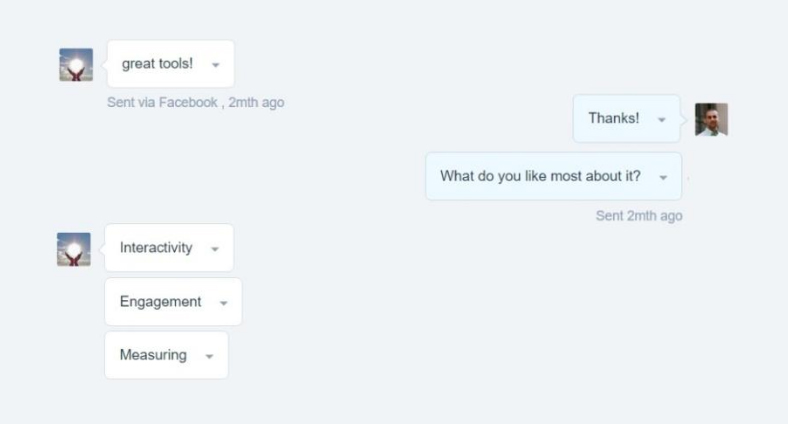 great tools!
Sent via Facebook , 2mth ago
Thanks!
What do you like most about it?
Sent 2mth ago
Interactivity
Engagement
Measuring